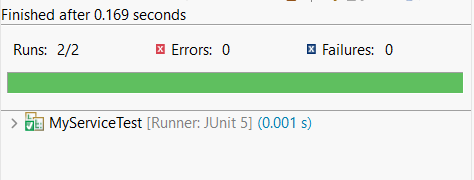 Finished after 0.169 seconds
Runs: 2/2 Errors: 0 Failures: 0
MyServiceTest [Runner: JUnit 5] (0.001 s)